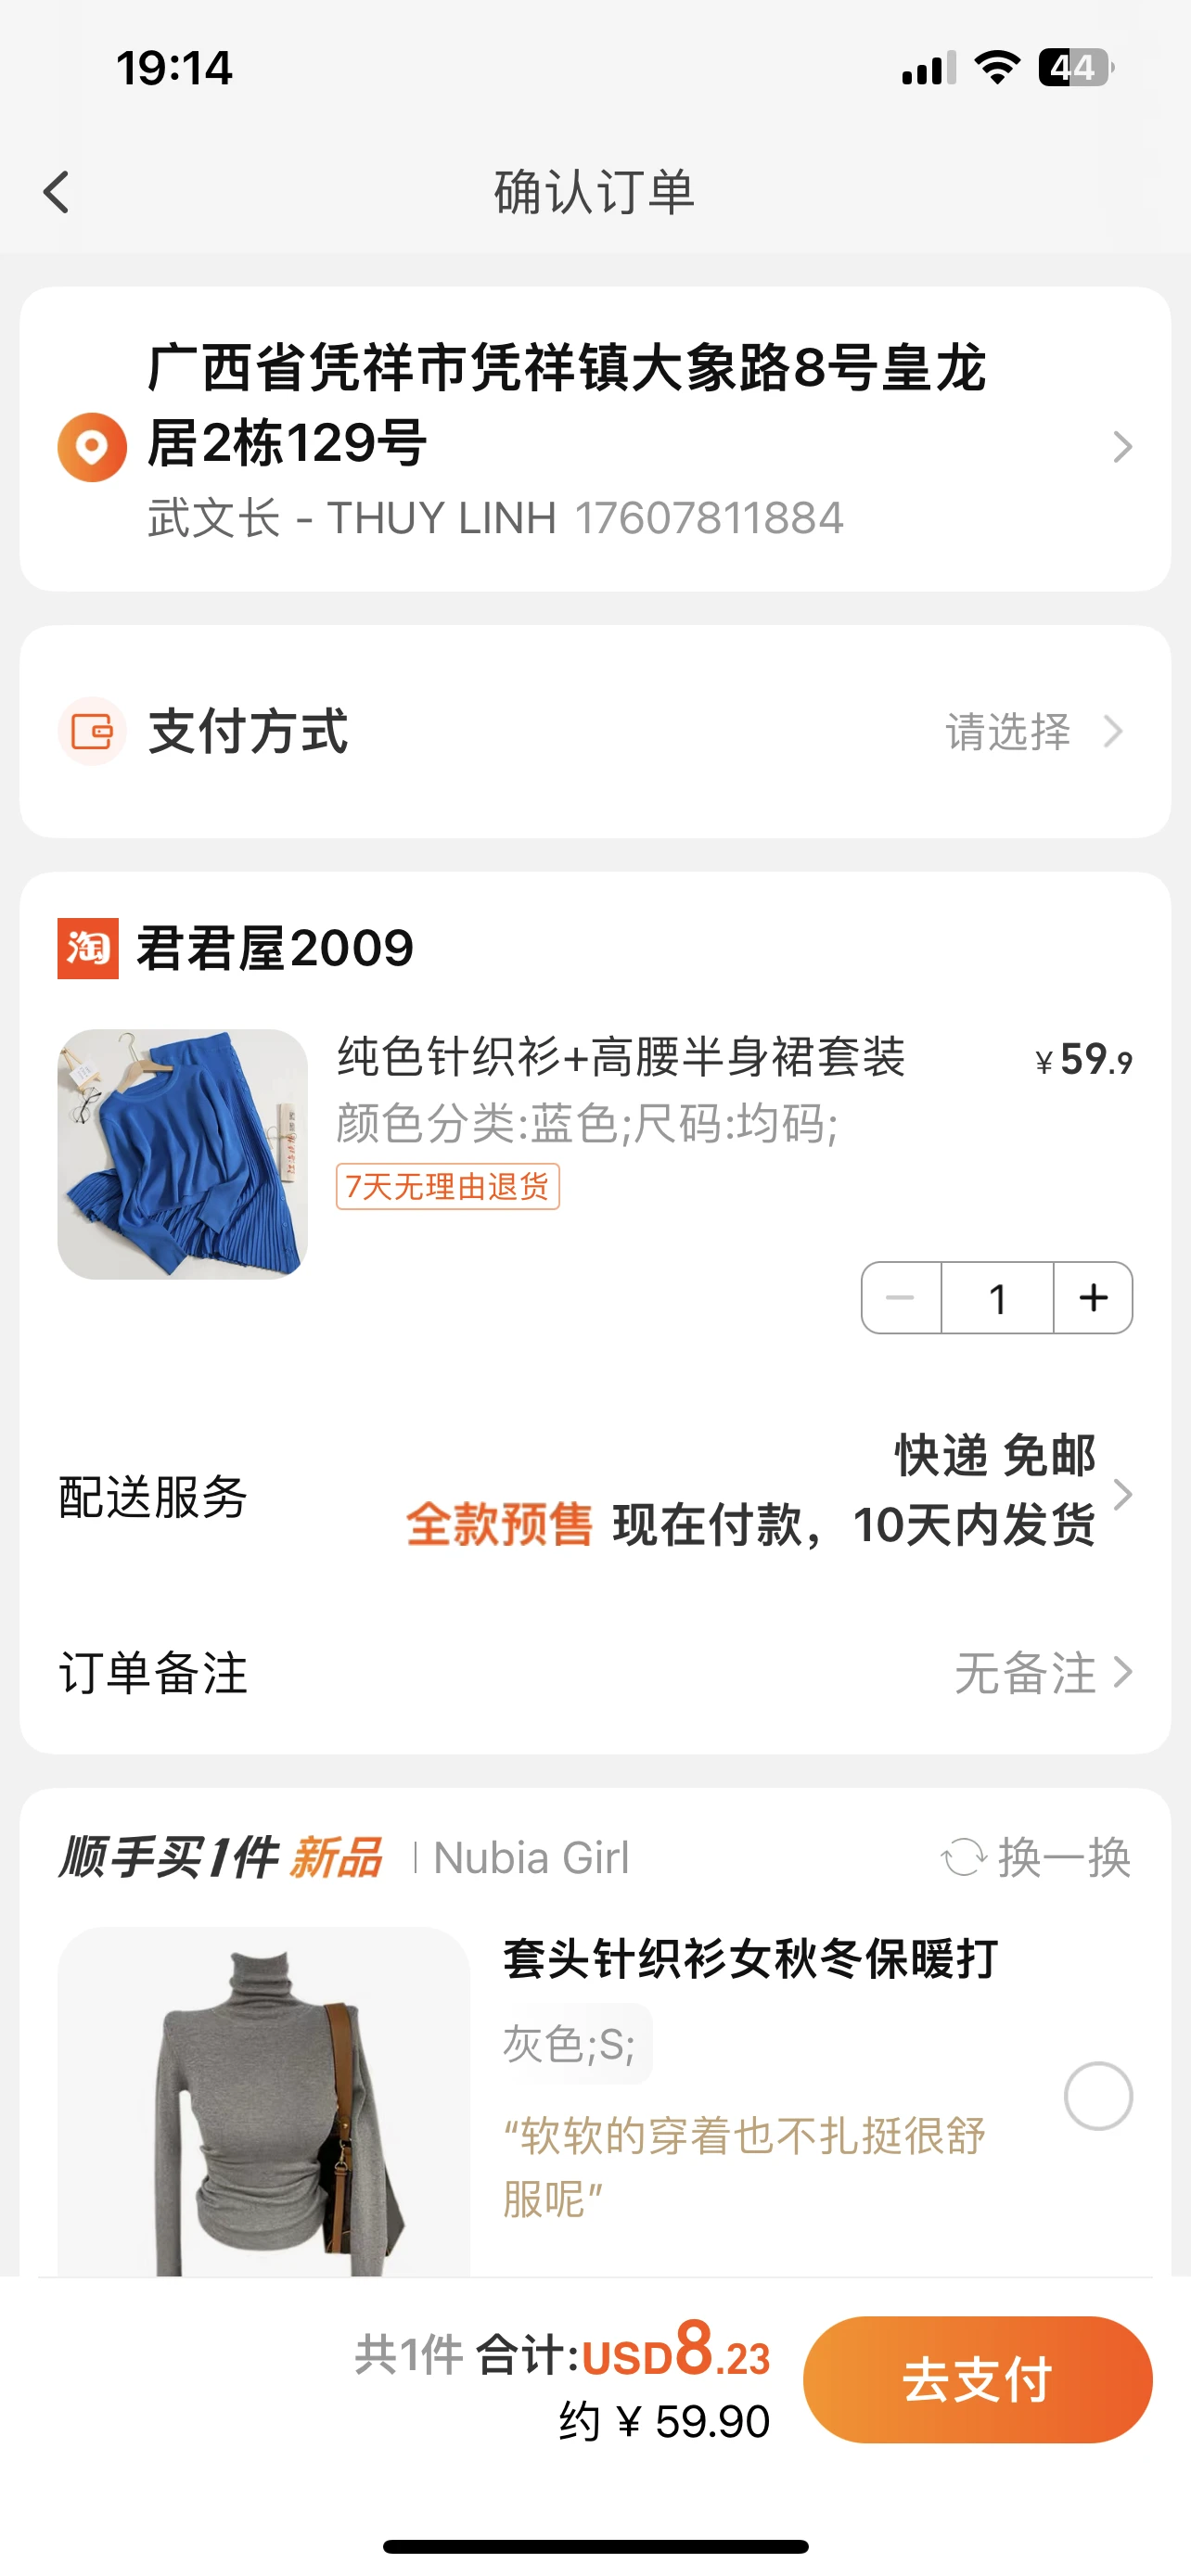 19:14
44
确认订单
广西省凭祥市凭祥镇大象路8号皇龙
居2栋129号
武文长 - THUY LINH 17607811884
支付方式
请选择
淘 君君屋2009
纯色针织衫+高腰半身裙套装
¥59.9
颜色分类:蓝色;尺码:均码;
7天无理由退货
1
配送服务
快递 免邮
全款预售 现在付款，10天内发货
订单备注
无备注
顺手买1件 新品 | Nubia Girl
换一换
套头针织衫女秋冬保暖打
灰色;S;
“软软的穿着也不扎挺很舒
服呢”
共1件 合计:USD8.23
约 ¥ 59.90
去支付